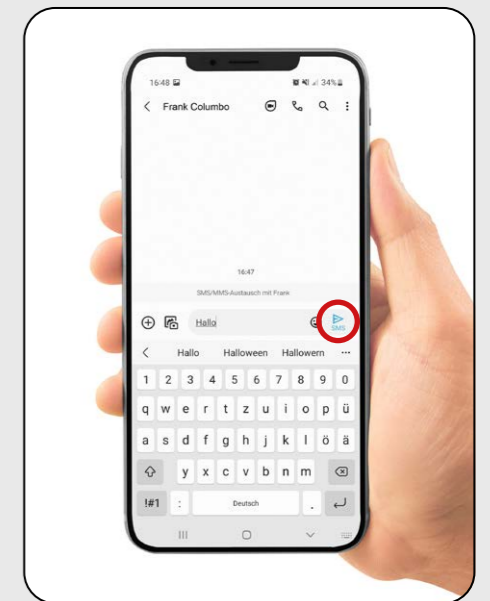 16:48 34%
Frank Columbo
16:47
SMS/MMS-Austausch mit Frank
Hallo
SMS
Hallo Halloween Hallowern ...
1 2 3 4 5 6 7 8 9 0
q w e r t z u i o p ü
a s d f g h j k l ö ä
y x c v b n m
!#1 : Deutsch .